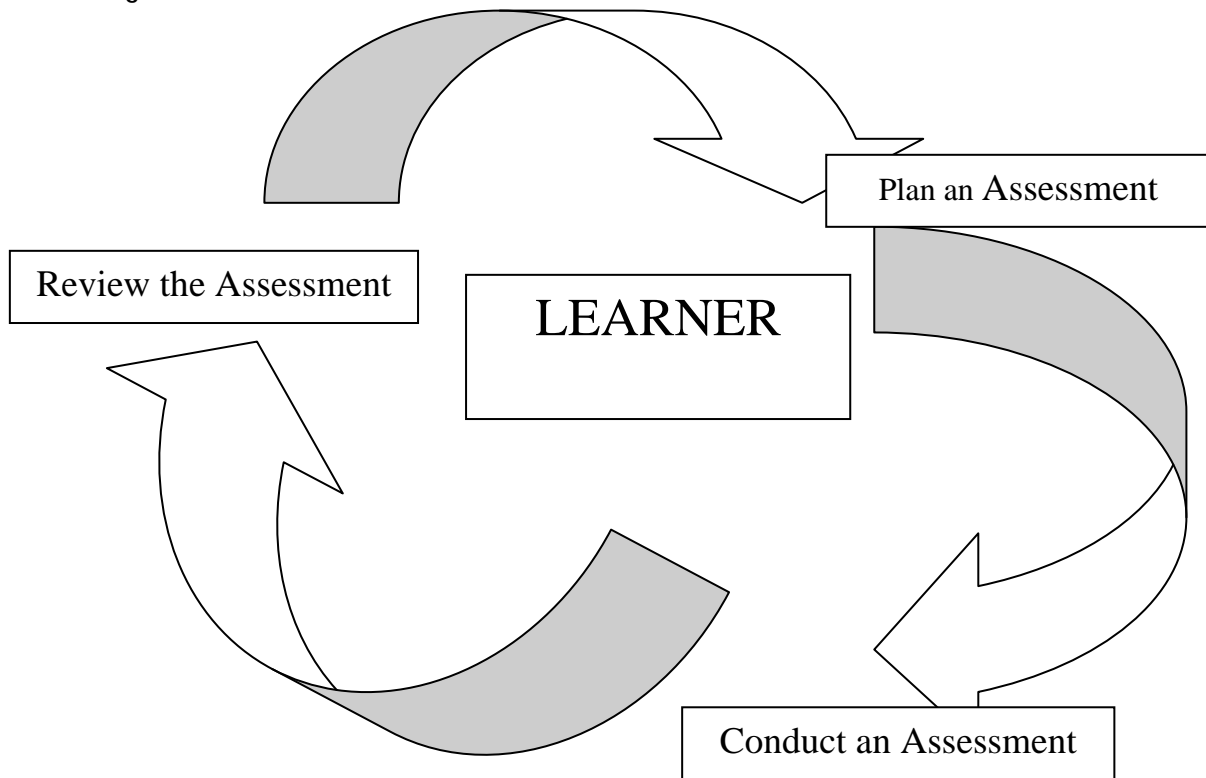 Plan an Assessment
Review the Assessment
LEARNER
Conduct an Assessment